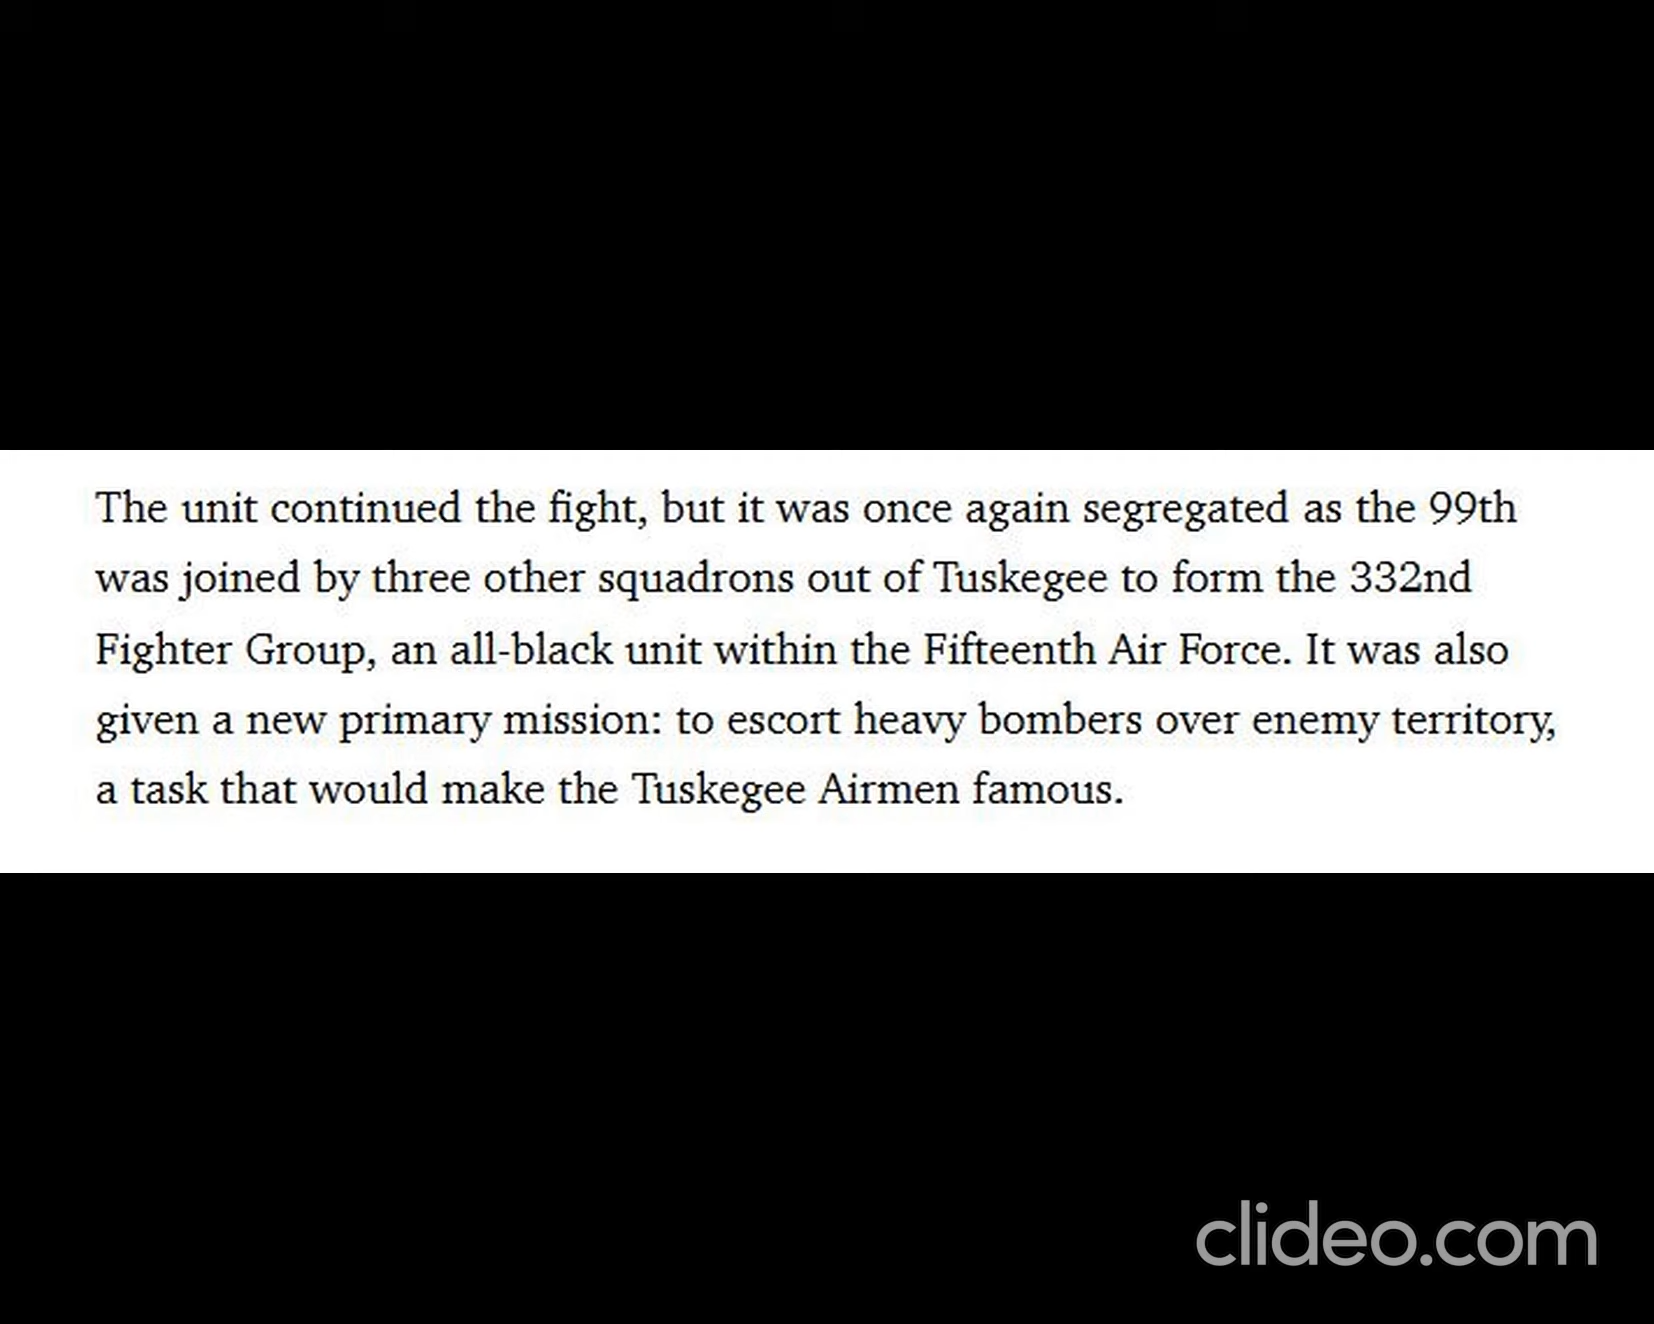 The unit continued the fight, but it was once again segregated as the 99th
was joined by three other squadrons out of Tuskegee to form the 332nd
Fighter Group, an all-black unit within the Fifteenth Air Force. It was also
given a new primary mission: to escort heavy bombers over enemy territory,
a task that would make the Tuskegee Airmen famous.
clideo.com